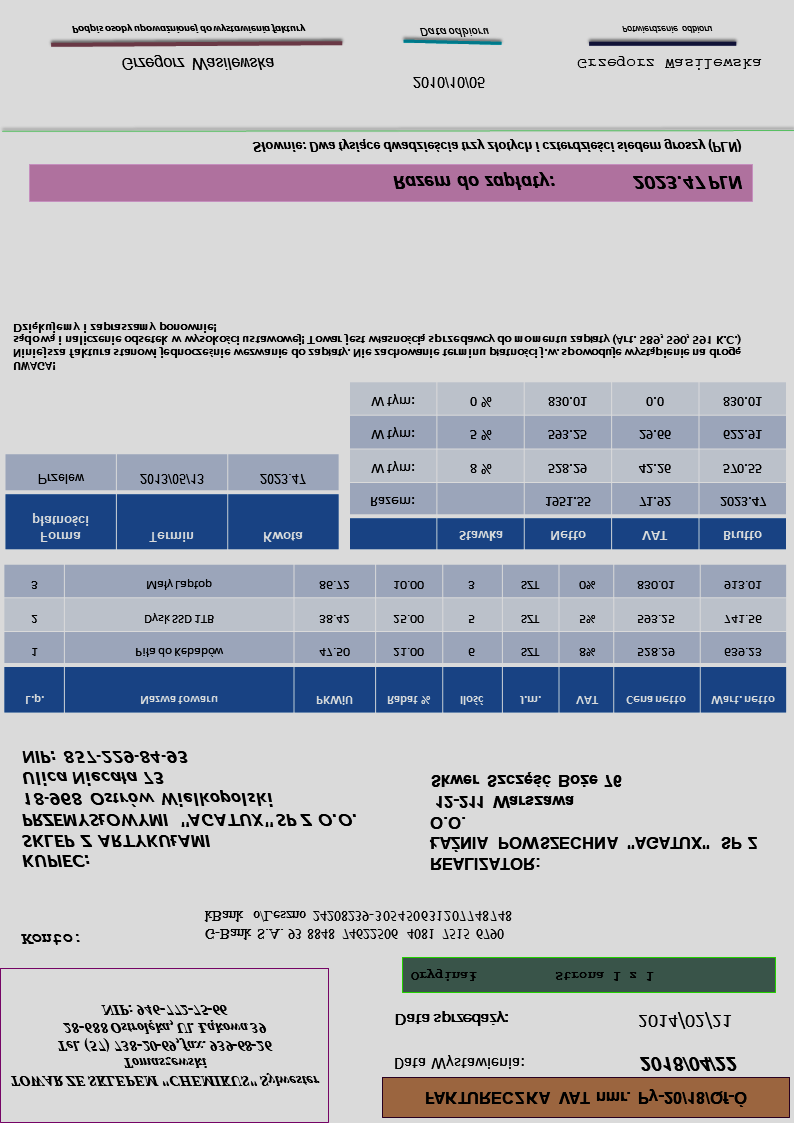 TOWAR ZE SKLEPEM "CHEMIKUS" Sylwester
Tomaszewski
Tel. (57) 738-20-69, fax. 939-68-26
28-688 Ostrołęka, Ul. Łąkowa 39
NIP: 946-772-75-66
FAKTURECZKA VAT nmr. Py-20/18/Qf-Ó
Data Wystawienia: 2018/04/22
Data sprzedaży: 2014/02/21
Oryginał Strona 1 z 1
Konto:
G-Bank S.A. 93 8848 74622506 4081 7515 6790
kBank o/Leszno 24208239-305450631207748748
KUPIEC:
SKLEP Z ARTYKUŁAMI
PRZEMYSŁOWYMI "AGATUX"SP Z O.O.
18-968 Ostrów Wielkopolski
Ulica Niecała 73
NIP: 857-229-84-93
REALIZATOR:
ŁAŹNIA POWSZECHNA "AGATUX" SP Z
O.O.
12-211 Warszawa
Skwer Szczęść Boże 76
L.p. Nazwa towaru PKWiU Rabat % Ilość J.m. VAT Cena netto Wart. netto
1 Piła do Kebabów 47.50 21.00 6 SZT 8% 528.29 639.23
2 Dysk SSD 1TB 38.42 25.00 5 SZT 5% 593.25 741.56
3 Mały Laptop 86.72 10.00 3 SZT 0% 830.01 913.01
Forma
płatności Termin Kwota
Przelew 2013/05/13 2023.47
Stawka Netto VAT Brutto
Razem: 1951.55 71.92 2023.47
W tym: 8 % 528.29 42.26 570.55
W tym: 5 % 593.25 29.66 622.91
W tym: 0 % 830.01 0.0 830.01
UWAGA!
Niniejsza faktura stanowi jednocześnie wezwanie do zapłaty. Nie zachowanie terminu płatności j.w. spowoduje wystąpienie na drogę
sądową i naliczenie odsetek w wysokości ustawowej! Towar jest własnością sprzedawcy do momentu zapłaty (Art. 589, 590, 591 K.C.)
Dziękujemy i zapraszamy ponownie!
Razem do zapłaty: 2023.47 PLN
Słownie: Dwa tysiące dwadzieścia trzy złotych i czterdzieści siedem groszy (PLN)
2010/10/05
Grzegorz Wasilewska
Grzegorz Wasilewska
Podpis osoby upoważnionej do wystawienia faktury
Data odbioru
Potwierdzenie odbioru